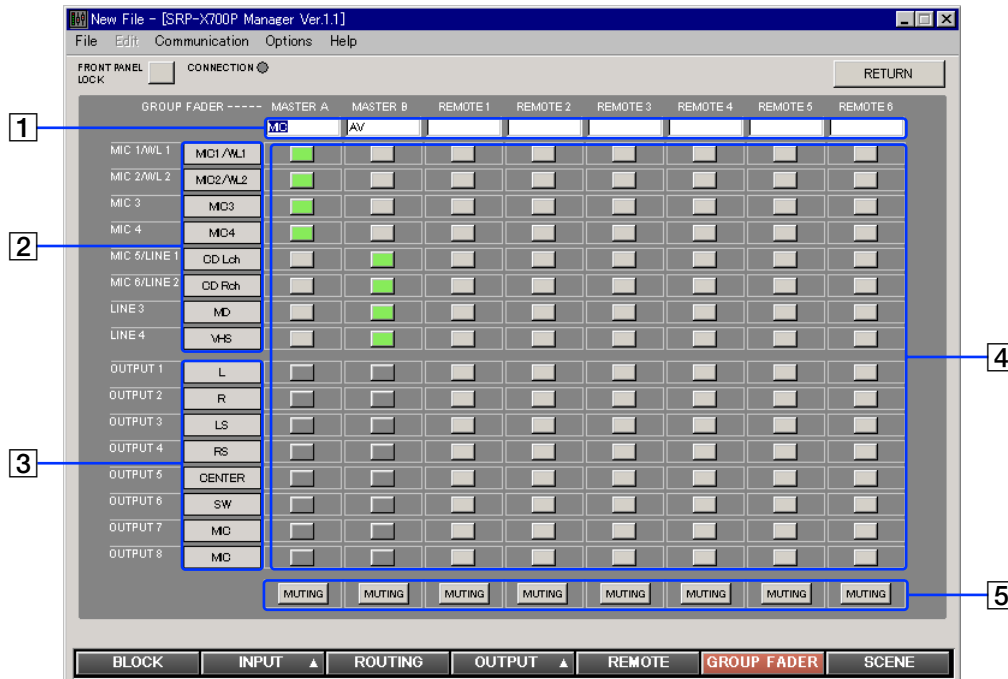 New File - [SRP-X700P Manager Ver.1.1]
File Edit Communication Options Help
FRONT PANEL LOCK CONNECTION RETURN
GROUP FADER ----- MASTER A MASTER B REMOTE 1 REMOTE 2 REMOTE 3 REMOTE 4 REMOTE 5 REMOTE 6
1 MIC AV
MIC 1/WL 1 MIC1/WL1
MIC 2/WL 2 MIC2/WL2
MIC 3 MIC3
MIC 4 MIC4
2
MIC 5/LINE 1 CD Lch
MIC 6/LINE 2 CD Rch
LINE 3 MD
LINE 4 VHS
4
OUTPUT 1 L
OUTPUT 2 R
OUTPUT 3 LS
OUTPUT 4 RS
3
OUTPUT 5 CENTER
OUTPUT 6 SW
OUTPUT 7 MIC
OUTPUT 8 MIC
MUTING MUTING MUTING MUTING MUTING MUTING MUTING MUTING 5
BLOCK INPUT ▲ ROUTING OUTPUT ▲ REMOTE GROUP FADER SCENE